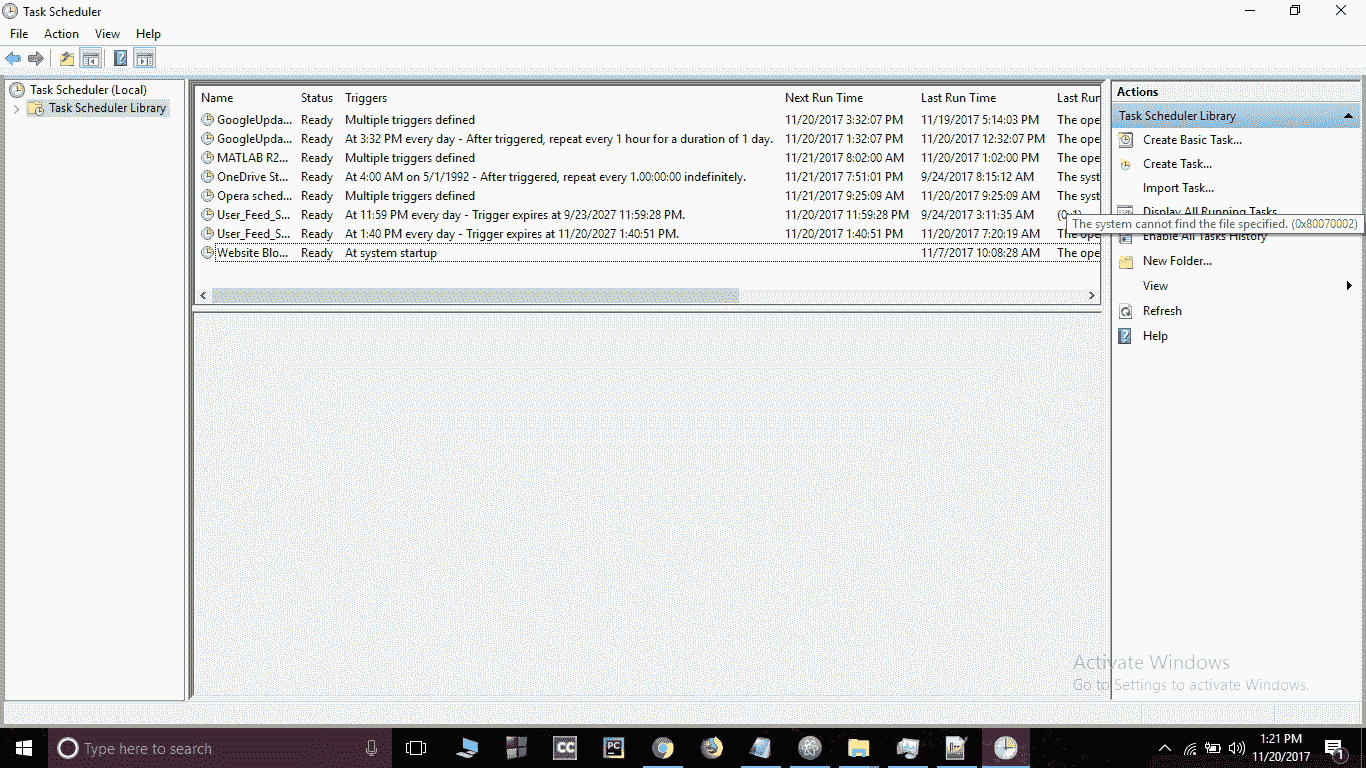 Task Scheduler
File Action View Help
Task Scheduler (Local)
Task Scheduler Library
Name Status Triggers Next Run Time Last Run Time Last Run
GoogleUpda... Ready Multiple triggers defined 11/20/2017 3:32:07 PM 11/19/2017 5:14:03 PM The ope
GoogleUpda... Ready At 3:32 PM every day - After triggered, repeat every 1 hour for a duration of 1 day. 11/20/2017 1:32:07 PM 11/20/2017 12:32:07 PM The ope
MATLAB R2... Ready Multiple triggers defined 11/21/2017 8:02:00 AM 11/20/2017 1:02:00 PM The ope
OneDrive St... Ready At 4:00 AM on 5/1/1992 - After triggered, repeat every 1.00:00:00 indefinitely. 11/21/2017 7:51:01 PM 9/24/2017 8:15:12 AM The syst
Opera sched... Ready Multiple triggers defined 11/21/2017 9:25:09 AM 11/20/2017 9:25:09 AM The syst
User_Feed_S... Ready At 11:59 PM every day - Trigger expires at 9/23/2027 11:59:28 PM. 11/20/2017 11:59:28 PM 9/24/2017 3:11:35 AM
User_Feed_S... Ready At 1:40 PM every day - Trigger expires at 11/20/2027 1:40:51 PM. 11/20/2017 1:40:51 PM 11/20/2017 7:20:19 AM The ope
Website Blo... Ready At system startup 11/7/2017 10:08:28 AM The ope
The system cannot find the file specified. (0x80070002)
Actions
Task Scheduler Library
Create Basic Task...
Create Task...
Import Task...
Display All Running Tasks
Enable All Tasks History
New Folder...
View
Refresh
Help
Activate Windows
Go to Settings to activate Windows.
Type here to search
CC
PC
1:21 PM
11/20/2017
1